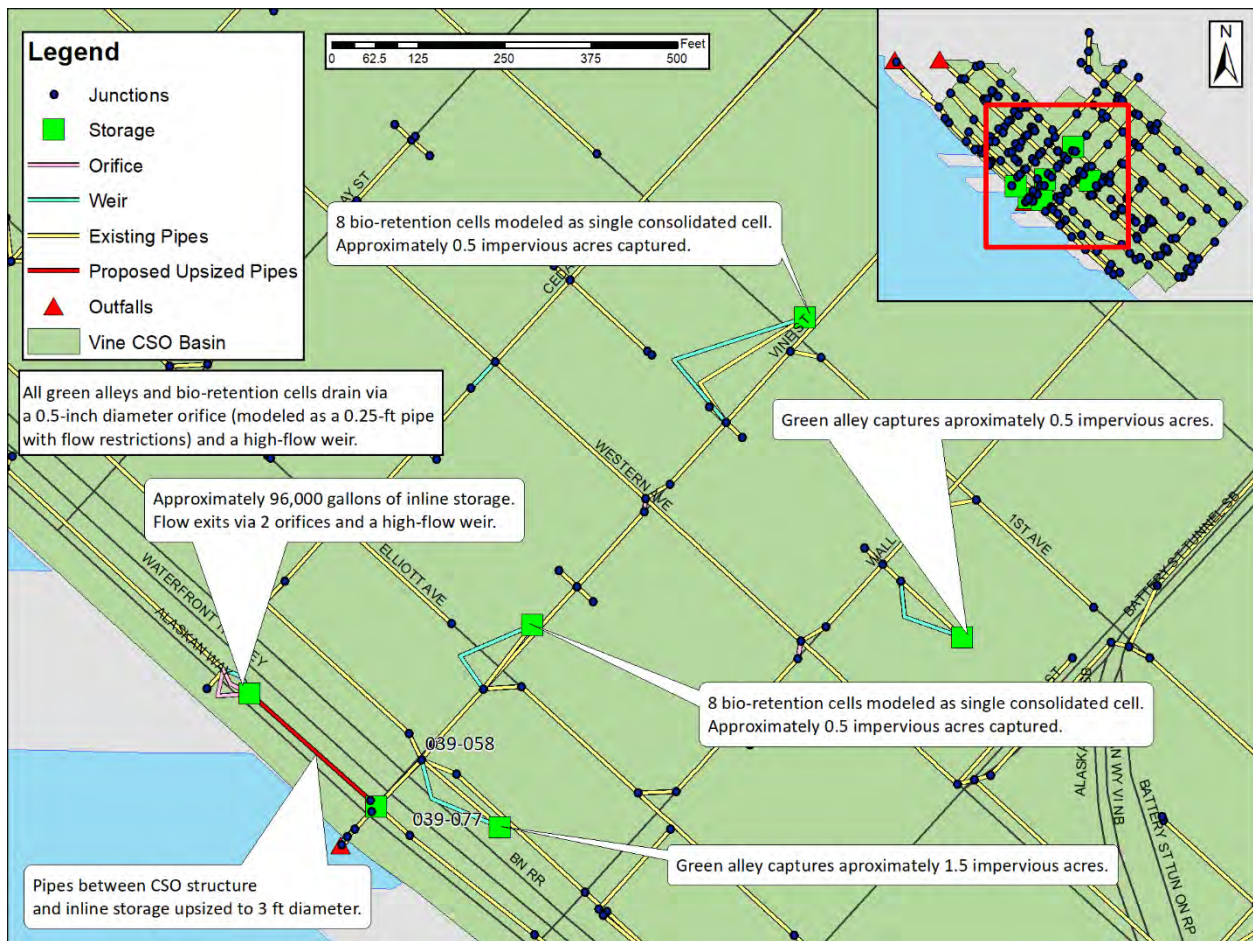 Legend
Junctions
Storage
Orifice
Weir
Existing Pipes
Proposed Upsized Pipes
Outfalls
Vine CSO Basin
Feet
0 62.5 125 250 375 500
N
All green alleys and bio-retention cells drain via
a 0.5-inch diameter orifice (modeled as a 0.25-ft pipe
with flow restrictions) and a high-flow weir.
8 bio-retention cells modeled as single consolidated cell.
Approximately 0.5 impervious acres captured.
Green alley captures aproximately 0.5 impervious acres.
Approximately 96,000 gallons of inline storage.
Flow exits via 2 orifices and a high-flow weir.
8 bio-retention cells modeled as single consolidated cell.
Approximately 0.5 impervious acres captured.
Green alley captures aproximately 1.5 impervious acres.
Pipes between CSO structure
and inline storage upsized to 3 ft diameter.
AY ST
VINE ST
WESTERN AVE
ELLIOTT AVE
WATERFRONT
ALASKAN WAY
WALL
1ST AVE
BATTERY ST TUNNEL SB
ST
BN RR
BATTERY ST TUN ON RP
039-058
039-077